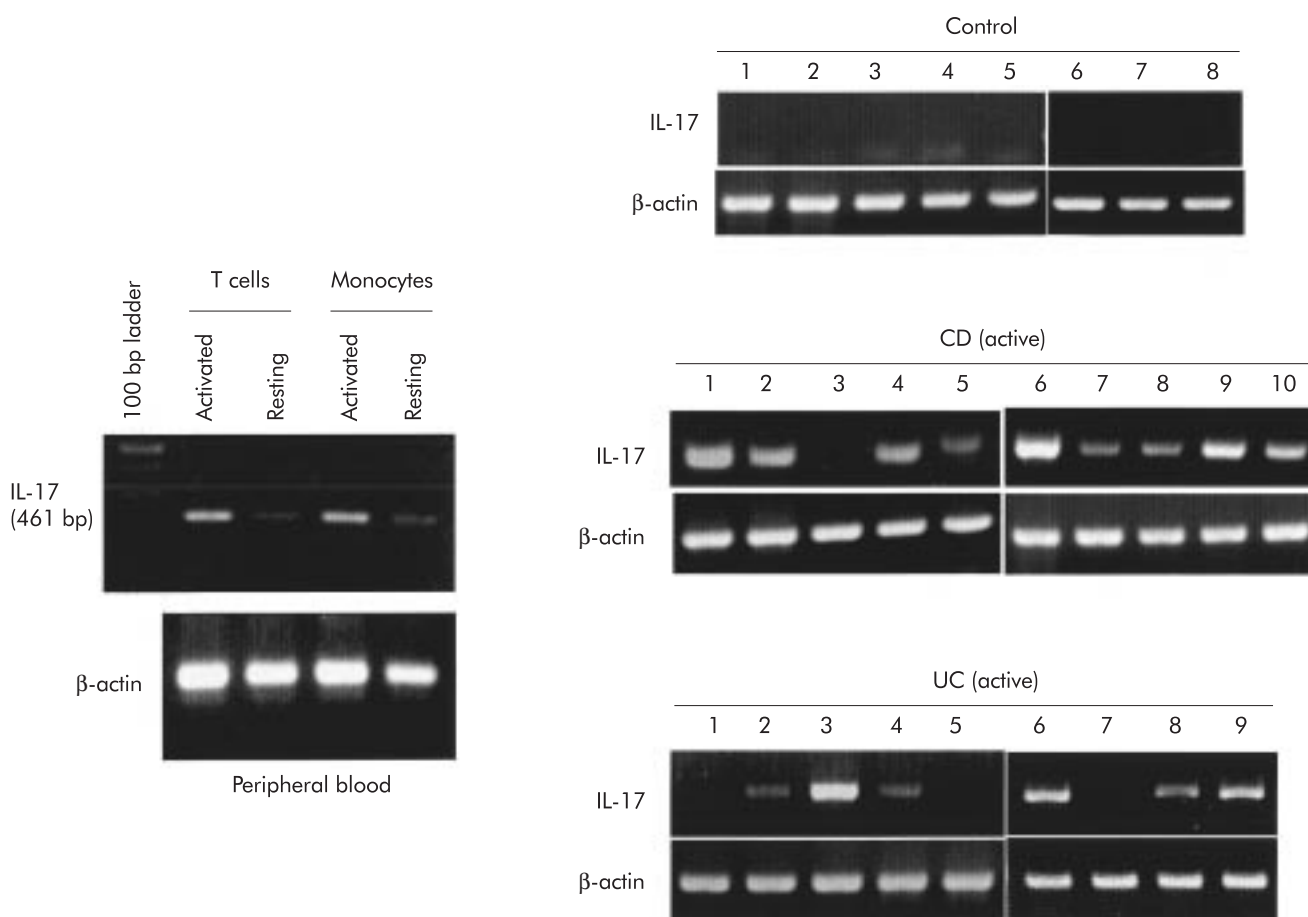 100 bp ladder
T cells
Monocytes
Activated
Resting
Activated
Resting
IL-17
(461 bp)
β-actin
Peripheral blood
Control
1 2 3 4 5 6 7 8
IL-17
β-actin
CD (active)
1 2 3 4 5 6 7 8 9 10
IL-17
β-actin
UC (active)
1 2 3 4 5 6 7 8 9
IL-17
β-actin